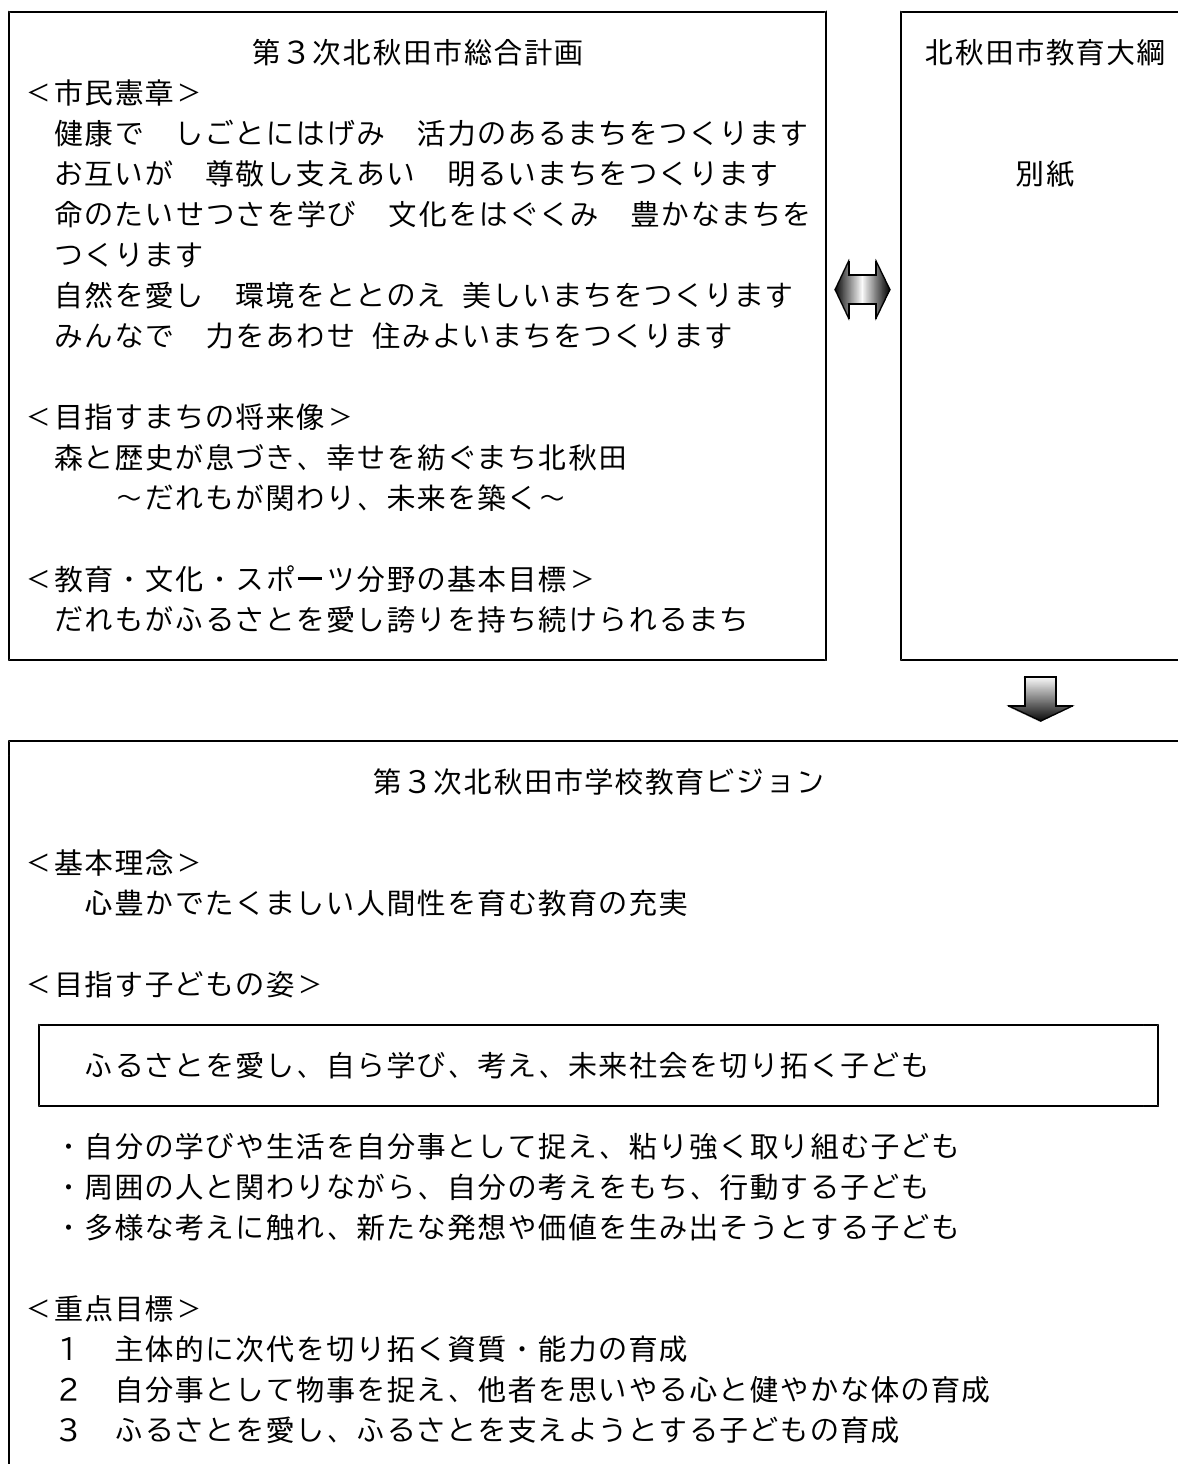 第３次北秋田市総合計画
＜市民憲章＞
健康で　しごとにはげみ　活力のあるまちをつくります
お互いが　尊敬し支えあい　明るいまちをつくります
命のたいせつさを学び　文化をはぐくみ　豊かなまちを
つくります
自然を愛し　環境をととのえ 美しいまちをつくります
みんなで　力をあわせ 住みよいまちをつくります
＜目指すまちの将来像＞
森と歴史が息づき、幸せを紡ぐまち北秋田
～だれもが関わり、未来を築く～
＜教育・文化・スポーツ分野の基本目標＞
だれもがふるさとを愛し誇りを持ち続けられるまち
北秋田市教育大綱
別紙
第３次北秋田市学校教育ビジョン
＜基本理念＞
心豊かでたくましい人間性を育む教育の充実
＜目指す子どもの姿＞
ふるさとを愛し、自ら学び、考え、未来社会を切り拓く子ども
・自分の学びや生活を自分事として捉え、粘り強く取り組む子ども
・周囲の人と関わりながら、自分の考えをもち、行動する子ども
・多様な考えに触れ、新たな発想や価値を生み出そうとする子ども
＜重点目標＞
１　主体的に次代を切り拓く資質・能力の育成
２　自分事として物事を捉え、他者を思いやる心と健やかな体の育成
３　ふるさとを愛し、ふるさとを支えようとする子どもの育成